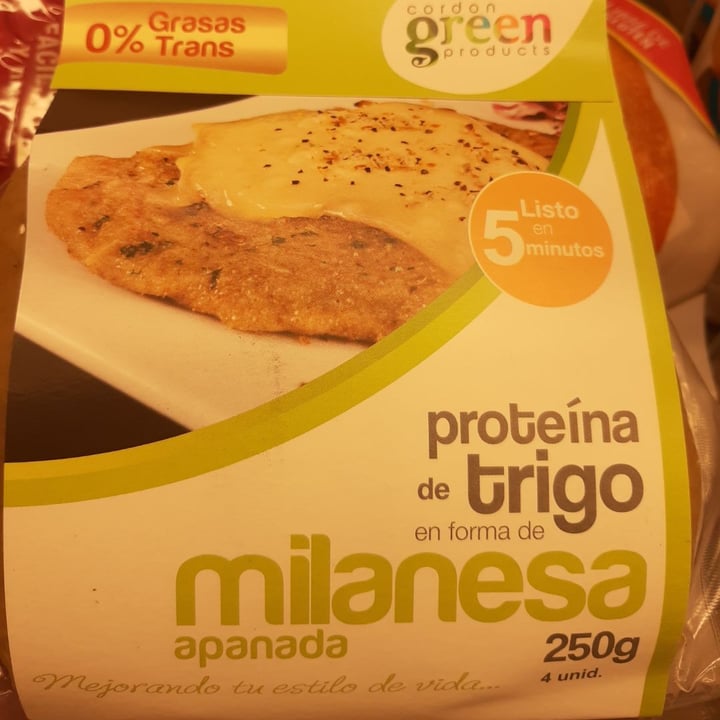 0% Grasas
Trans
cordon
green
products
Listo
en
5 minutos
proteína
de trigo
en forma de
milanesa
apanada
250g
4 unid.
Mejorando tu estilo de vida...